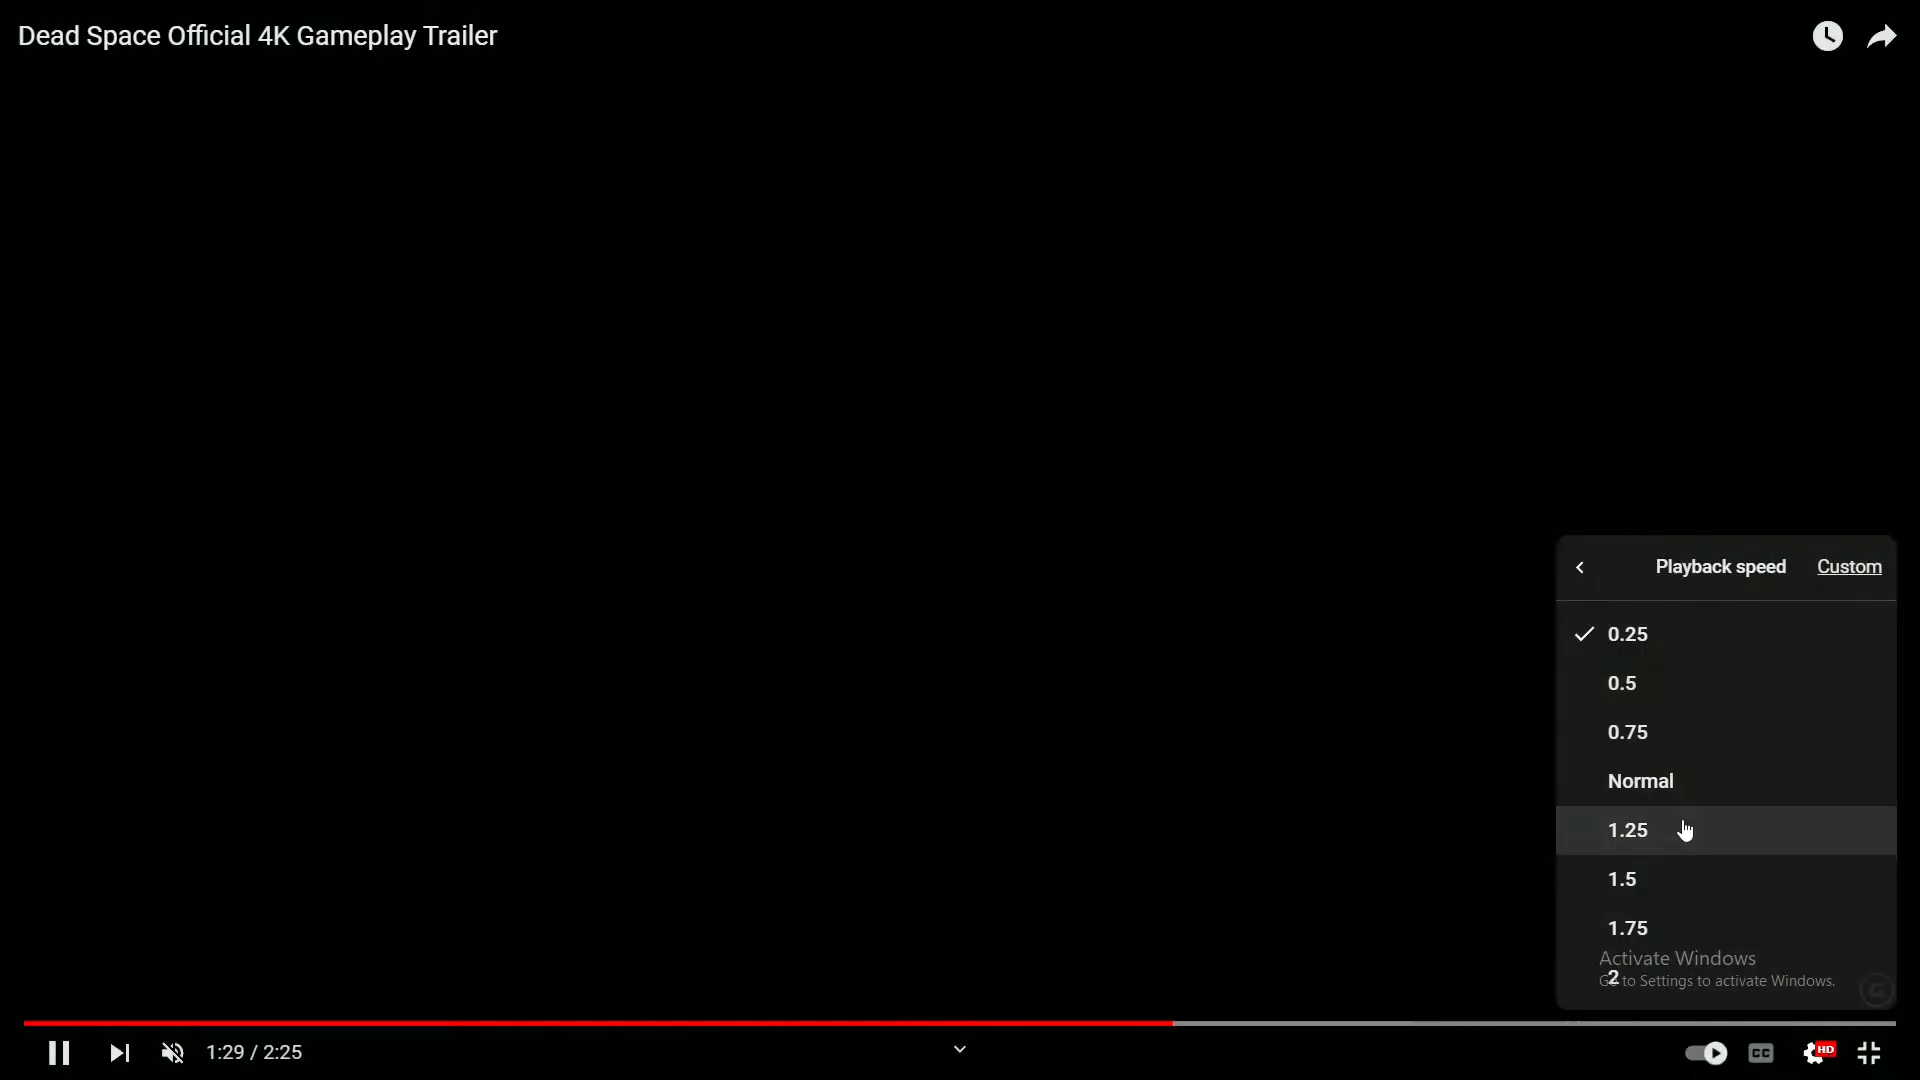 Dead Space Official 4K Gameplay Trailer
Playback speed Custom
0.25
0.5
0.75
Normal
1.25
1.5
1.75
Activate Windows
2
Go to Settings to activate Windows.
1:29 / 2:25
CC
HD